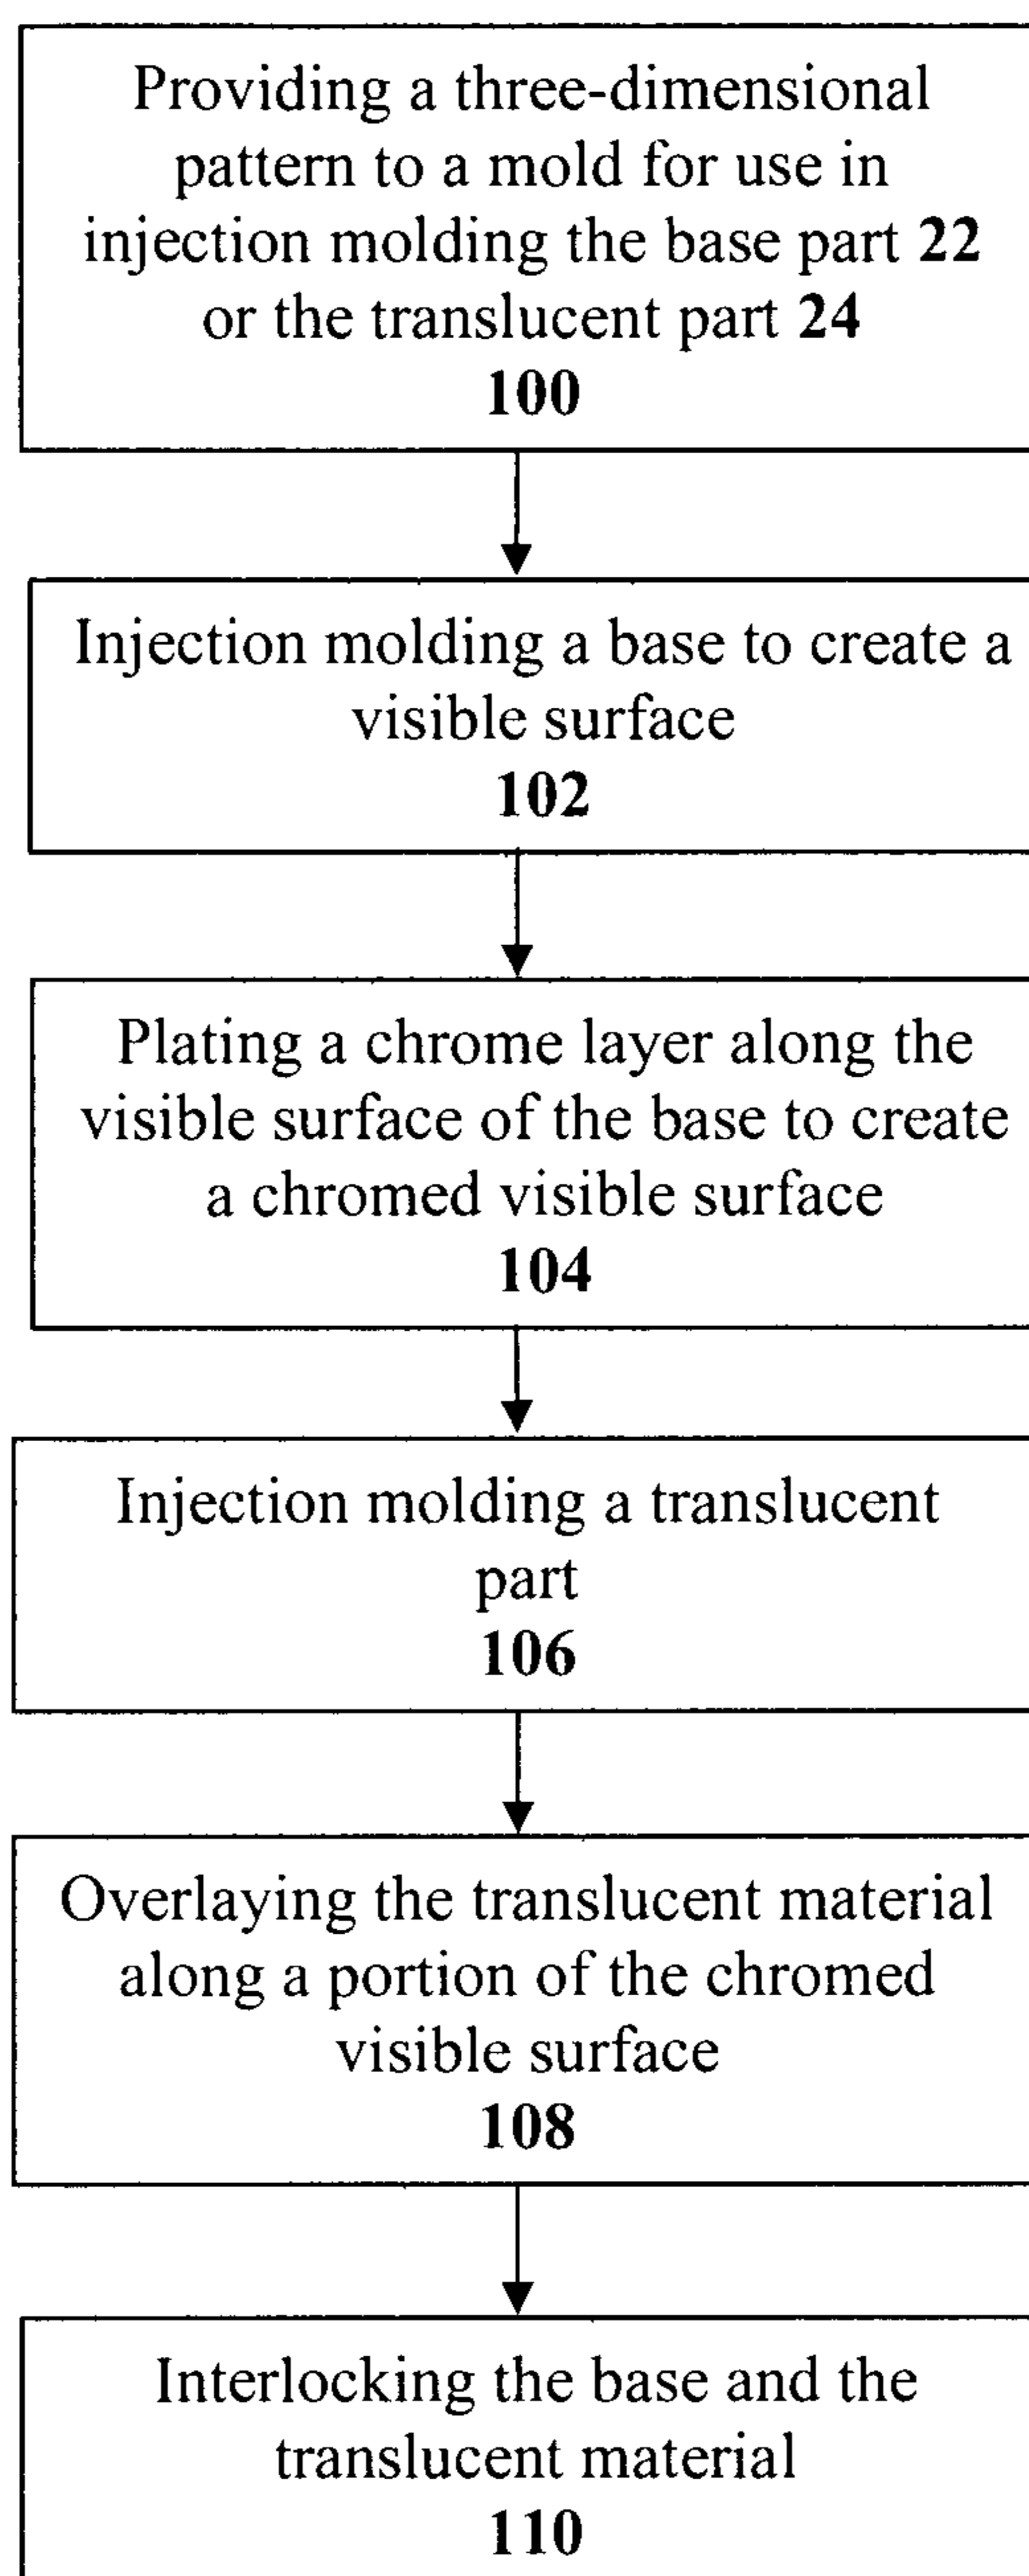 Providing a three-dimensional
pattern to a mold for use in
injection molding the base part 22
or the translucent part 24
100
Injection molding a base to create a
visible surface
102
Plating a chrome layer along the
visible surface of the base to create
a chromed visible surface
104
Injection molding a translucent
part
106
Overlaying the translucent material
along a portion of the chromed
visible surface
108
Interlocking the base and the
translucent material
110